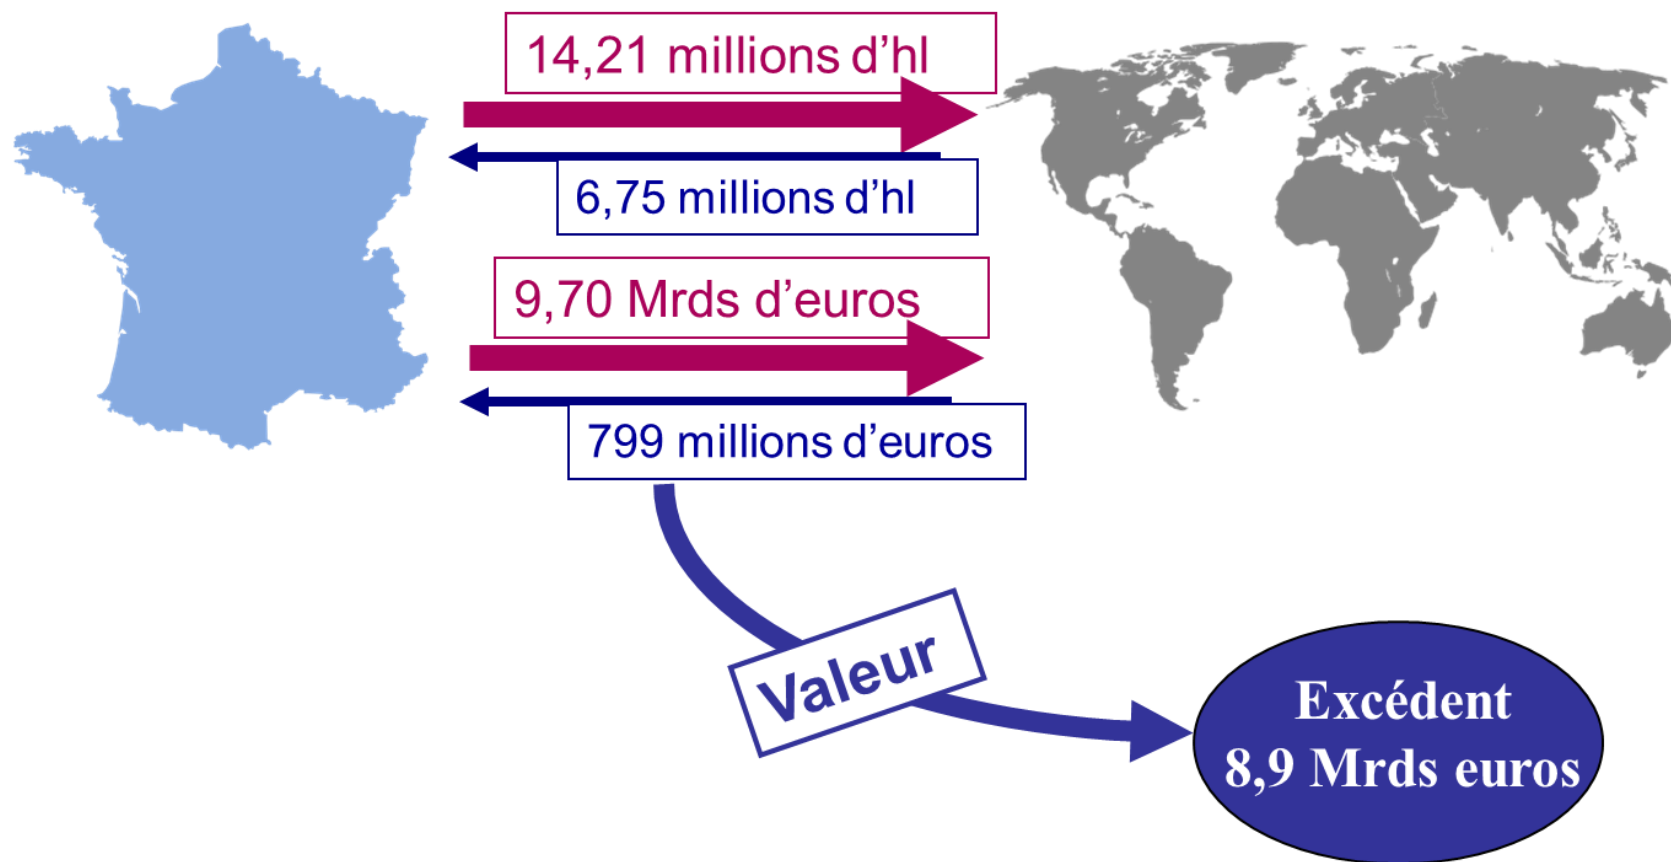 14,21 millions d’hl
6,75 millions d’hl
9,70 Mrds d’euros
799 millions d’euros
Valeur
Excédent
8,9 Mrds euros